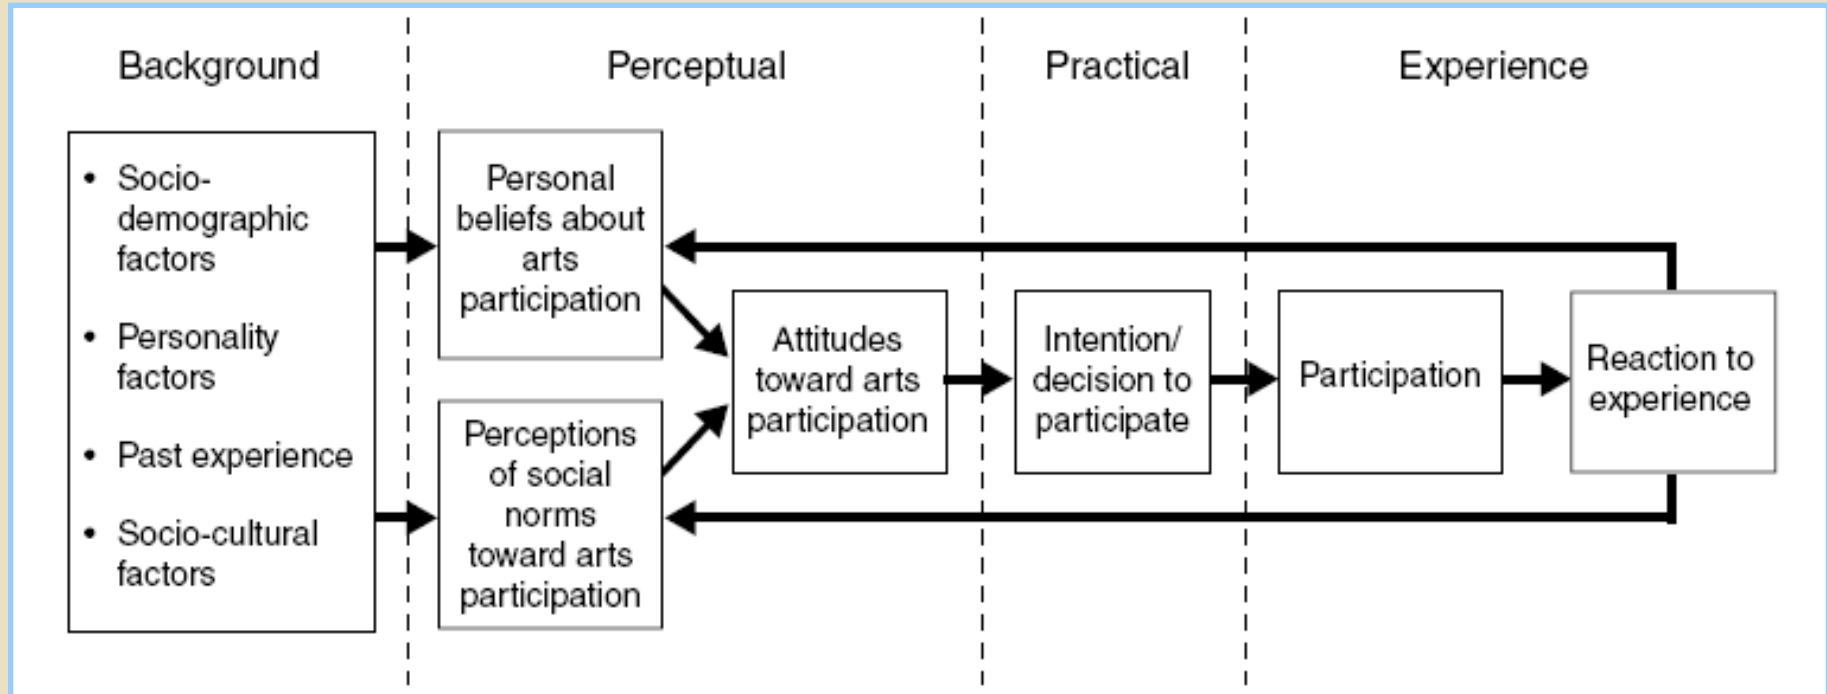 Background
Perceptual
Practical
Experience
• Socio-
demographic
factors
• Personality
factors
• Past experience
• Socio-cultural
factors
Personal
beliefs about
arts
participation
Perceptions
of social
norms
toward arts
participation
Attitudes
toward arts
participation
Intention/
decision to
participate
Participation
Reaction to
experience